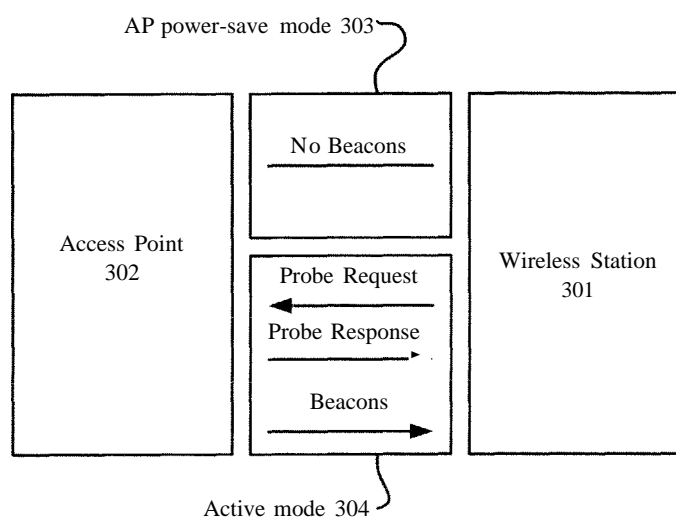 AP power-save mode 303
No Beacons
Access Point
302
Wireless Station
301
Probe Request
Probe Response
Beacons
Active mode 304